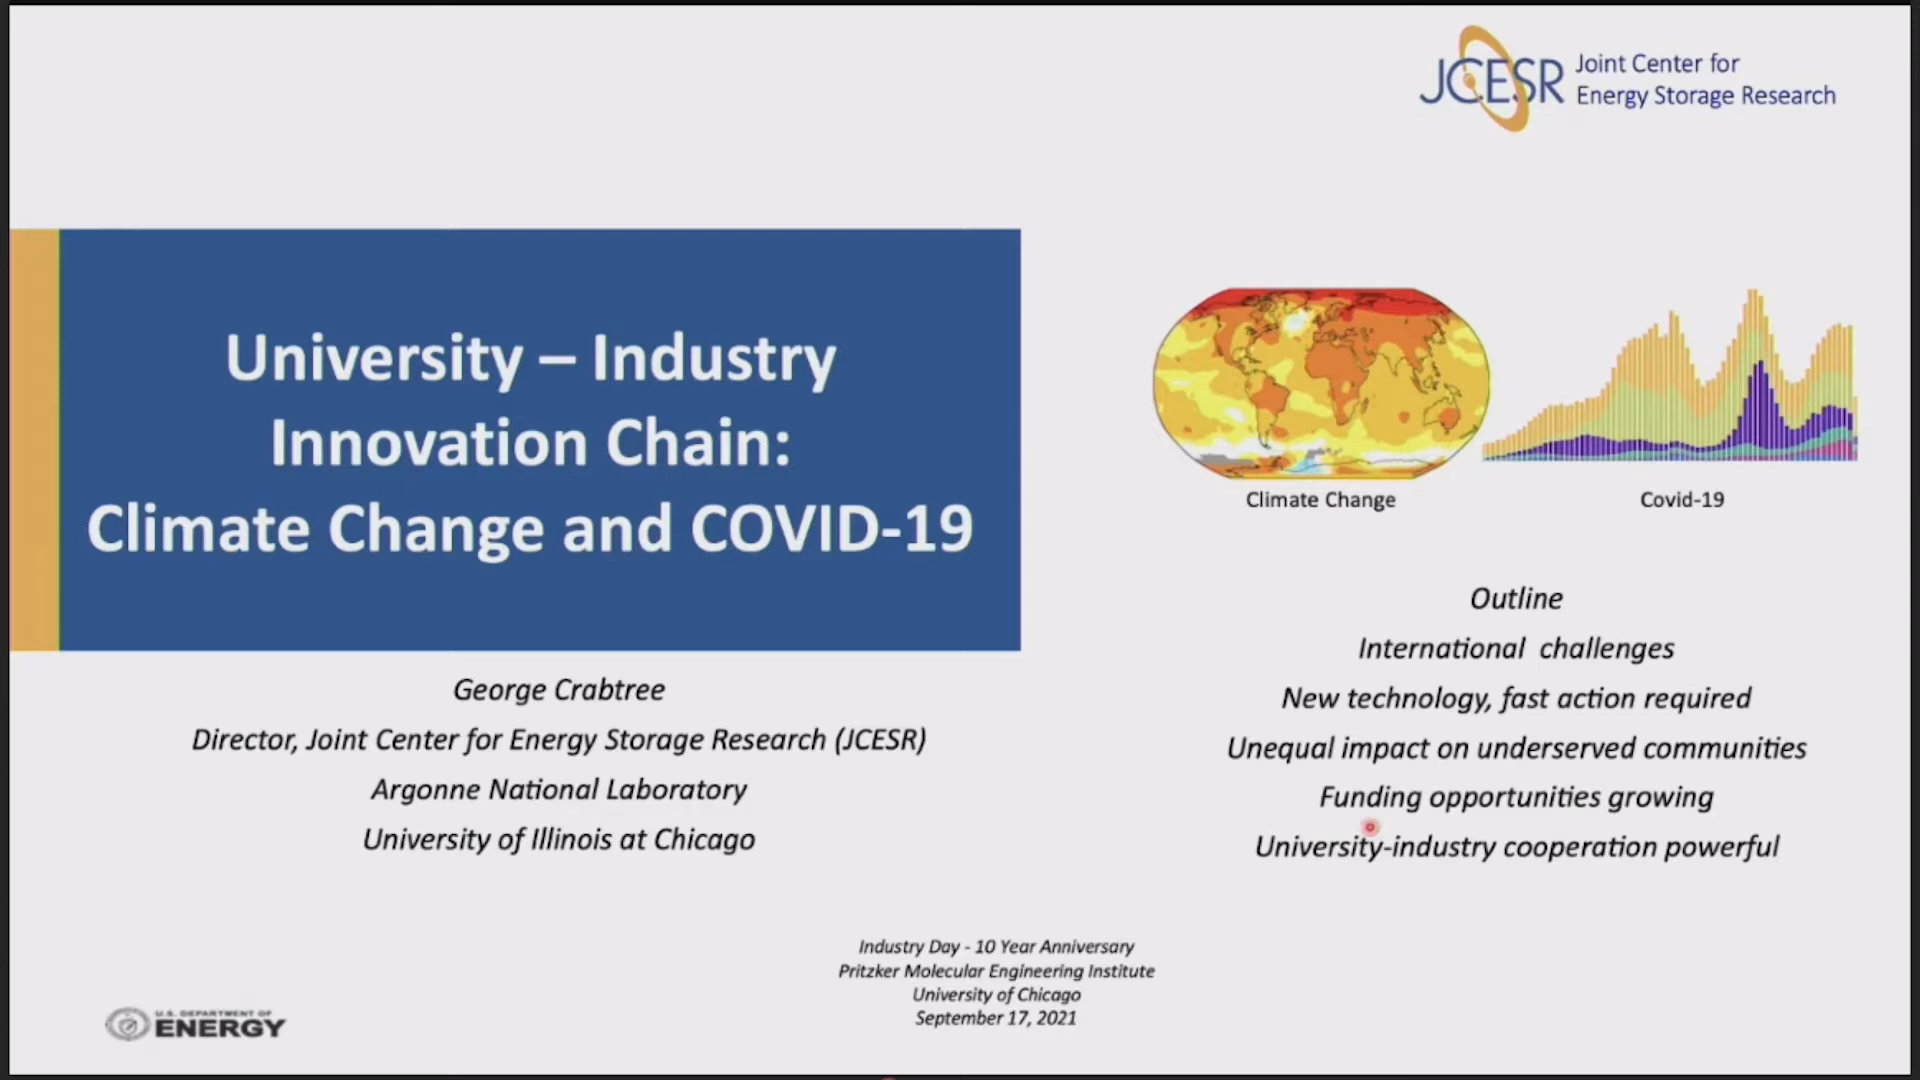 JCESR
Joint Center for
Energy Storage Research
University – Industry
Innovation Chain:
Climate Change and COVID-19
Climate Change
Covid-19
George Crabtree
Director, Joint Center for Energy Storage Research (JCESR)
Argonne National Laboratory
University of Illinois at Chicago
Outline
International challenges
New technology, fast action required
Unequal impact on underserved communities
Funding opportunities growing
University-industry cooperation powerful
Industry Day - 10 Year Anniversary
Pritzker Molecular Engineering Institute
University of Chicago
September 17, 2021
U.S. DEPARTMENT OF
ENERGY